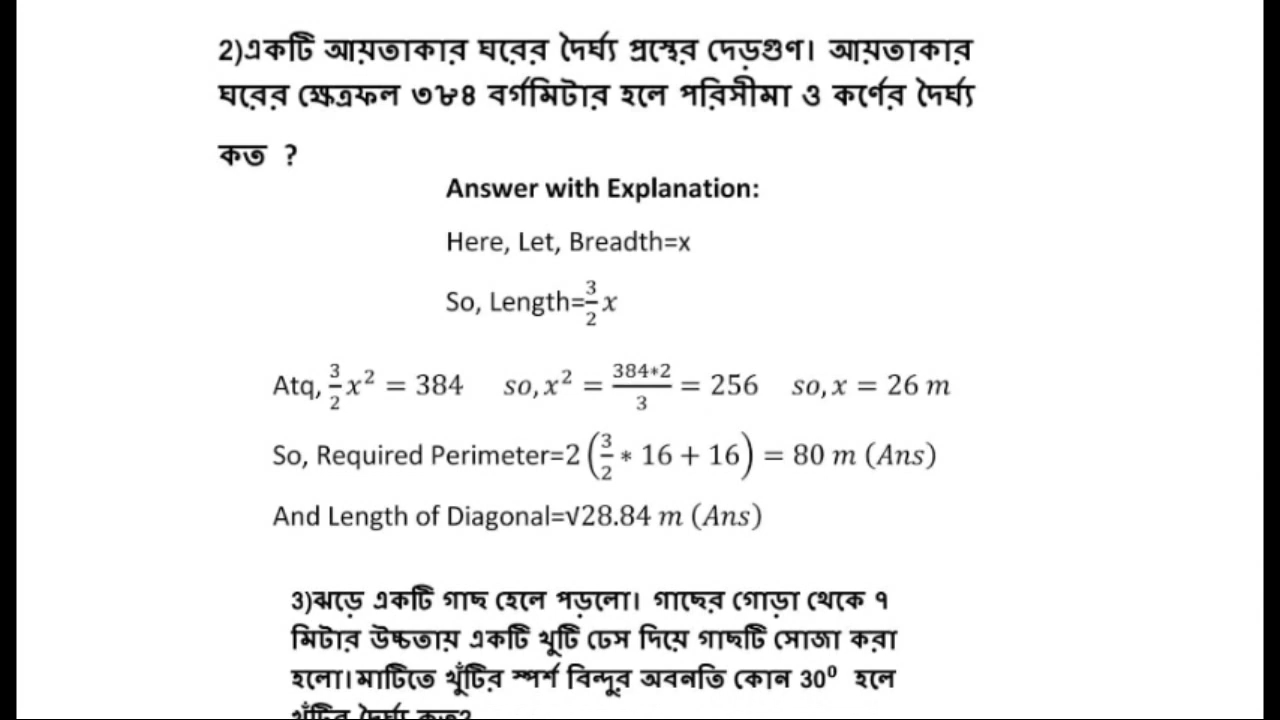 2)একটি আয়তাকার ঘরের দৈর্ঘ্য প্রস্থের দেড়গুণ। আয়তাকার
ঘরের ক্ষেত্রফল ৩৮৪ বর্গমিটার হলে পরিসীমা ও কর্ণের দৈর্ঘ্য
কত ?
Answer with Explanation:
Here, Let, Breadth=x
So, Length=3/2 x
Atq, 3/2 x² = 384 so, x² = 384*2/3 = 256 so, x = 26 m
So, Required Perimeter=2(3/2 * 16 + 16) = 80 m (Ans)
And Length of Diagonal=√28.84 m (Ans)
3)ঝড়ে একটি গাছ হেলে পড়লো। গাছের গোড়া থেকে ৭
মিটার উচ্চতায় একটি খুটি ঢেস দিয়ে গাছটি সোজা করা
হলো।মাটিতে খুঁটির স্পর্শ বিন্দুর অবনতি কোন 30⁰ হলে
খুঁটির দৈর্ঘ্য কত?